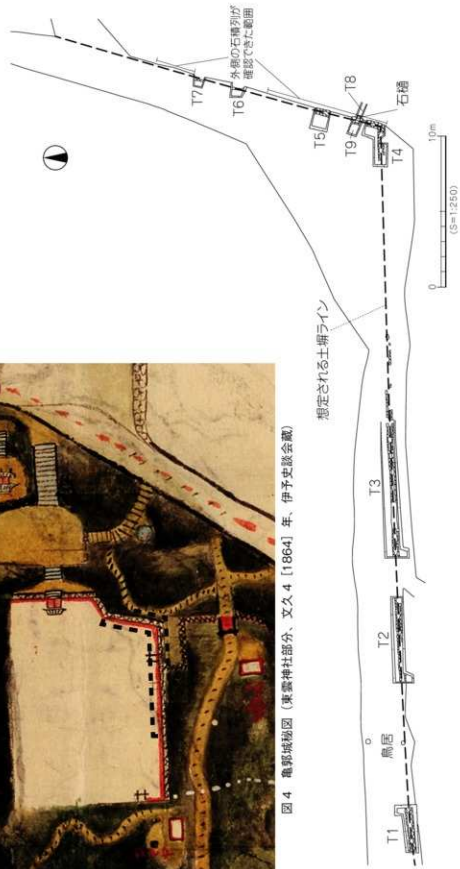 図4　亀郭城秘図（東雲神社部分、文久4［1864］年、伊予史談会蔵）
外側の石積列が
確認できた範囲
T7
T6
T5
T8
T9
石樋
T4
想定される土塀ライン
T3
T2
鳥居
T1
0
10m
(S=1:250)